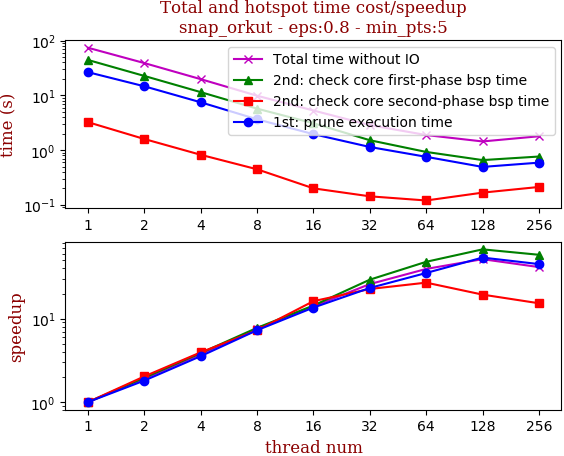 Total and hotspot time cost/speedup
snap_orkut - eps:0.8 - min_pts:5
time (s)
10²
10¹
10⁰
10⁻¹
Total time without IO
2nd: check core first-phase bsp time
2nd: check core second-phase bsp time
1st: prune execution time
1 2 4 8 16 32 64 128 256
speedup
10¹
10⁰
1 2 4 8 16 32 64 128 256
thread num